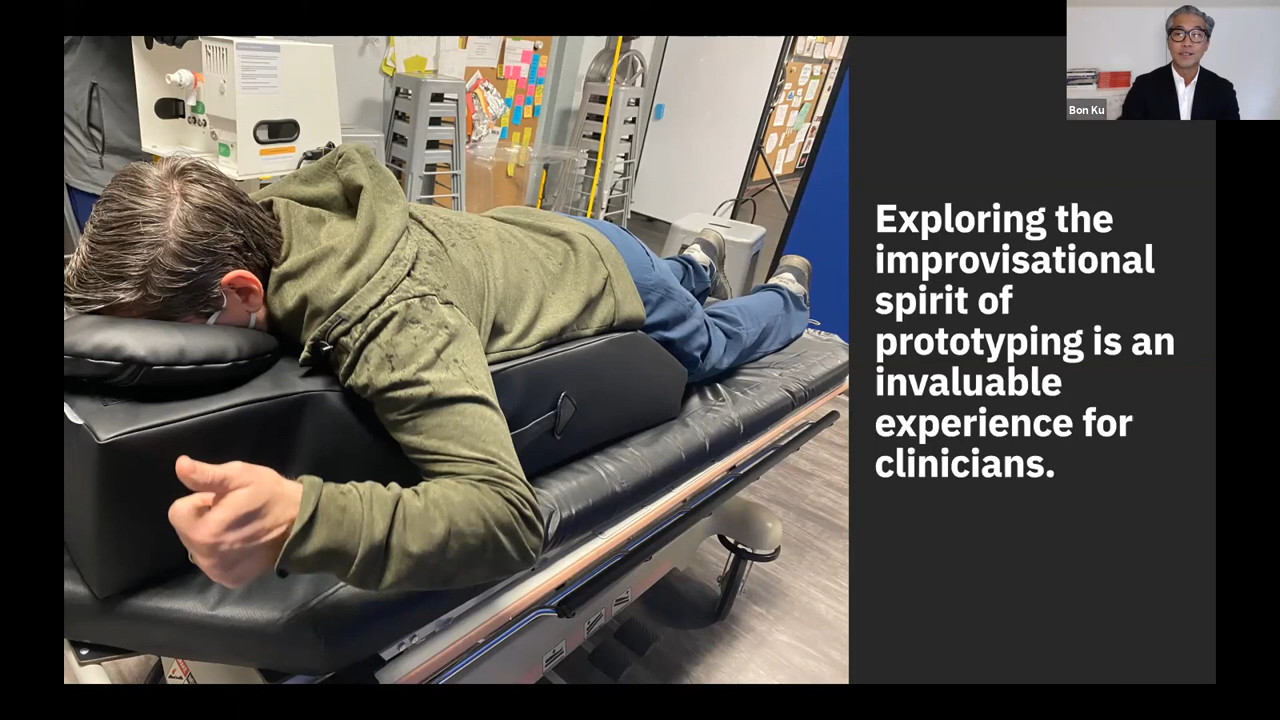 Bon Ku
Exploring the
improvisational
spirit of
prototyping is an
invaluable
experience for
clinicians.